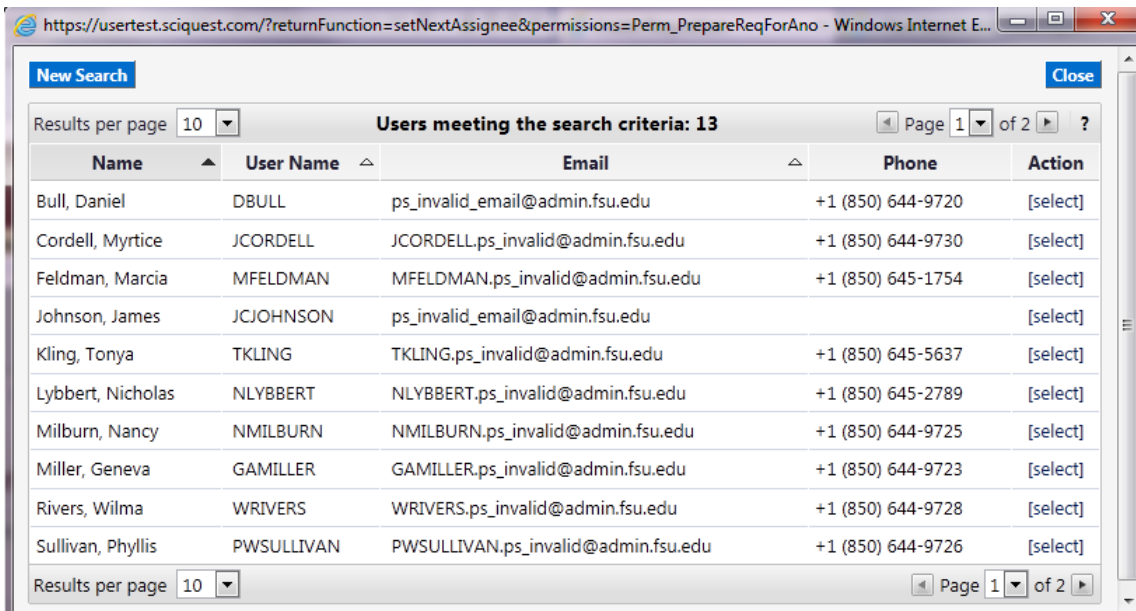 https://usertest.sciquest.com/?returnFunction=setNextAssignee&permissions=Perm_PrepareReqForAno - Windows Internet E...
New Search Close
Results per page 10 Users meeting the search criteria: 13 Page 1 of 2 ?
Name User Name Email Phone Action
Bull, Daniel DBULL ps_invalid_email@admin.fsu.edu +1 (850) 644-9720 [select]
Cordell, Myrtice JCORDELL JCORDELL.ps_invalid@admin.fsu.edu +1 (850) 644-9730 [select]
Feldman, Marcia MFELDMAN MFELDMAN.ps_invalid@admin.fsu.edu +1 (850) 645-1754 [select]
Johnson, James JCJOHNSON ps_invalid_email@admin.fsu.edu [select]
Kling, Tonya TKLING TKLING.ps_invalid@admin.fsu.edu +1 (850) 645-5637 [select]
Lybbert, Nicholas NLYBBERT NLYBBERT.ps_invalid@admin.fsu.edu +1 (850) 645-2789 [select]
Milburn, Nancy NMILBURN NMILBURN.ps_invalid@admin.fsu.edu +1 (850) 644-9725 [select]
Miller, Geneva GAMILLER GAMILLER.ps_invalid@admin.fsu.edu +1 (850) 644-9723 [select]
Rivers, Wilma WRIVERS WRIVERS.ps_invalid@admin.fsu.edu +1 (850) 644-9728 [select]
Sullivan, Phyllis PWSULLIVAN PWSULLIVAN.ps_invalid@admin.fsu.edu +1 (850) 644-9726 [select]
Results per page 10 Page 1 of 2